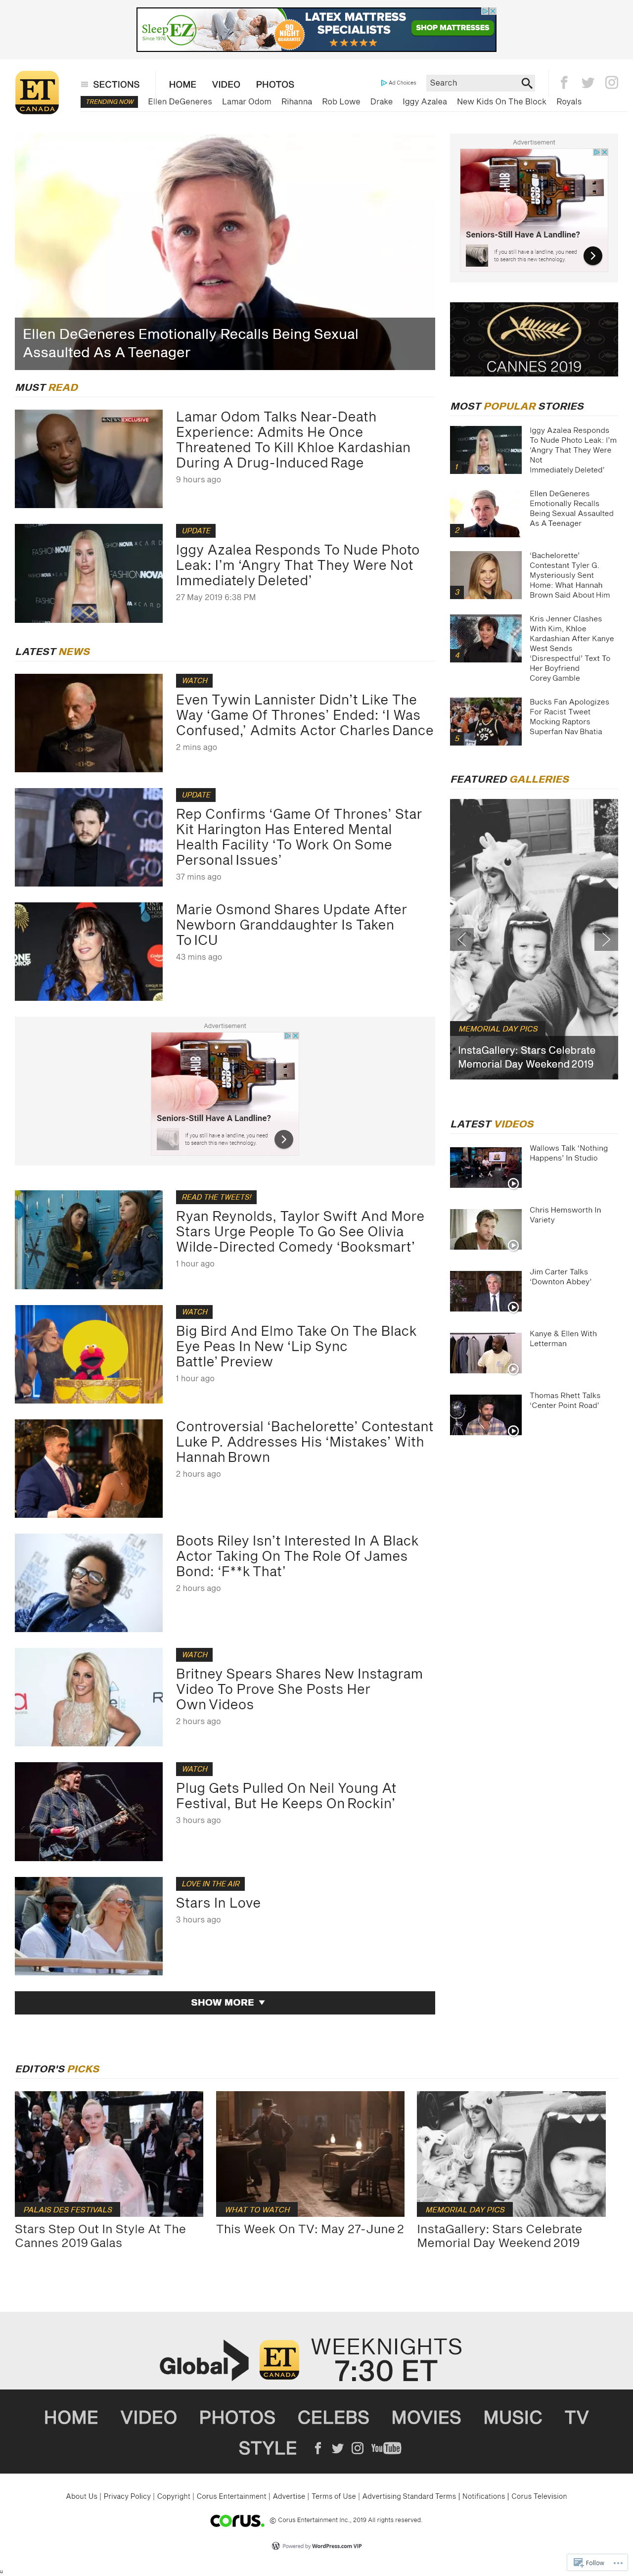 SleepEZ
Since 1976
90 NIGHT GUARANTEE
LATEX MATTRESS
SPECIALISTS
SHOP MATTRESSES
ET
CANADA
SECTIONS
HOME
VIDEO
PHOTOS
Ad Choices
Search
TRENDING NOW
Ellen DeGeneres
Lamar Odom
Rihanna
Rob Lowe
Drake
Iggy Azalea
New Kids On The Block
Royals
Ellen DeGeneres Emotionally Recalls Being Sexual
Assaulted As A Teenager
MUST READ
EXCLUSIVE
Lamar Odom Talks Near-Death
Experience: Admits He Once
Threatened To Kill Khloe Kardashian
During A Drug-Induced Rage
9 hours ago
FASHION NOVA
UPDATE
Iggy Azalea Responds To Nude Photo
Leak: I’m ‘Angry That They Were Not
Immediately Deleted’
27 May 2019 6:38 PM
LATEST NEWS
WATCH
Even Tywin Lannister Didn’t Like The
Way ‘Game Of Thrones’ Ended: ‘I Was
Confused,’ Admits Actor Charles Dance
2 mins ago
UPDATE
Rep Confirms ‘Game Of Thrones’ Star
Kit Harington Has Entered Mental
Health Facility ‘To Work On Some
Personal Issues’
37 mins ago
Marie Osmond Shares Update After
Newborn Granddaughter Is Taken
To ICU
43 mins ago
Advertisement
Seniors-Still Have A Landline?
If you still have a landline, you need
to search this new technology.
READ THE TWEETS!
Ryan Reynolds, Taylor Swift And More
Stars Urge People To Go See Olivia
Wilde-Directed Comedy ‘Booksmart’
1 hour ago
WATCH
Big Bird And Elmo Take On The Black
Eye Peas In New ‘Lip Sync
Battle’ Preview
1 hour ago
Controversial ‘Bachelorette’ Contestant
Luke P. Addresses His ‘Mistakes’ With
Hannah Brown
2 hours ago
Boots Riley Isn’t Interested In A Black
Actor Taking On The Role Of James
Bond: ‘F**k That’
2 hours ago
WATCH
Britney Spears Shares New Instagram
Video To Prove She Posts Her
Own Videos
2 hours ago
WATCH
Plug Gets Pulled On Neil Young At
Festival, But He Keeps On Rockin’
3 hours ago
LOVE IN THE AIR
Stars In Love
3 hours ago
SHOW MORE
Advertisement
Seniors-Still Have A Landline?
If you still have a landline, you need
to search this new technology.
CANNES 2019
MOST POPULAR STORIES
1
Iggy Azalea Responds
To Nude Photo Leak: I’m
‘Angry That They Were
Not
Immediately Deleted’
2
Ellen DeGeneres
Emotionally Recalls
Being Sexual Assaulted
As A Teenager
3
‘Bachelorette’
Contestant Tyler G.
Mysteriously Sent
Home: What Hannah
Brown Said About Him
4
Kris Jenner Clashes
With Kim, Khloe
Kardashian After Kanye
West Sends
‘Disrespectful’ Text To
Her Boyfriend
Corey Gamble
5
Bucks Fan Apologizes
For Racist Tweet
Mocking Raptors
Superfan Nav Bhatia
FEATURED GALLERIES
MEMORIAL DAY PICS
InstaGallery: Stars Celebrate
Memorial Day Weekend 2019
LATEST VIDEOS
Wallows Talk ‘Nothing
Happens’ In Studio
Chris Hemsworth In
Variety
Jim Carter Talks
‘Downton Abbey’
Kanye & Ellen With
Letterman
Thomas Rhett Talks
‘Center Point Road’
EDITOR’S PICKS
PALAIS DES FESTIVALS
Stars Step Out In Style At The
Cannes 2019 Galas
WHAT TO WATCH
This Week On TV: May 27-June 2
MEMORIAL DAY PICS
InstaGallery: Stars Celebrate
Memorial Day Weekend 2019
Global
ET
CANADA
WEEKNIGHTS
7:30 ET
HOME VIDEO PHOTOS CELEBS MOVIES MUSIC TV
STYLE
YouTube
About Us | Privacy Policy | Copyright | Corus Entertainment | Advertise | Terms of Use | Advertising Standard Terms | Notifications | Corus Television
corus.
© Corus Entertainment Inc., 2019 All rights reserved.
Powered by WordPress.com VIP
Follow